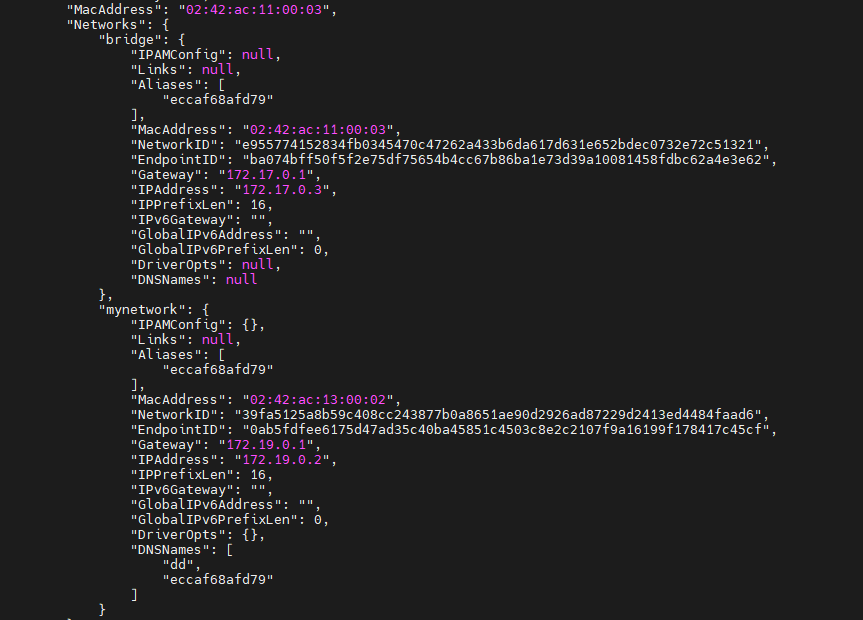 "MacAddress": "02:42:ac:11:00:03",
"Networks": {
"bridge": {
"IPAMConfig": null,
"Links": null,
"Aliases": [
"eccaf68afd79"
],
"MacAddress": "02:42:ac:11:00:03",
"NetworkID": "e955774152834fb0345470c47262a433b6da617d631e652bdec0732e72c51321",
"EndpointID": "ba074bff50f5f2e75df75654b4cc67b86ba1e73d39a10081458fdbc62a4e3e62",
"Gateway": "172.17.0.1",
"IPAddress": "172.17.0.3",
"IPPrefixLen": 16,
"IPv6Gateway": "",
"GlobalIPv6Address": "",
"GlobalIPv6PrefixLen": 0,
"DriverOpts": null,
"DNSNames": null
},
"mynetwork": {
"IPAMConfig": {},
"Links": null,
"Aliases": [
"eccaf68afd79"
],
"MacAddress": "02:42:ac:13:00:02",
"NetworkID": "39fa5125a8b59c408cc243877b0a8651ae90d2926ad87229d2413ed4484faad6",
"EndpointID": "0ab5fdfee6175d47ad35c40ba45851c4503c8e2c2107f9a16199f178417c45cf",
"Gateway": "172.19.0.1",
"IPAddress": "172.19.0.2",
"IPPrefixLen": 16,
"IPv6Gateway": "",
"GlobalIPv6Address": "",
"GlobalIPv6PrefixLen": 0,
"DriverOpts": {},
"DNSNames": [
"dd",
"eccaf68afd79"
]
}